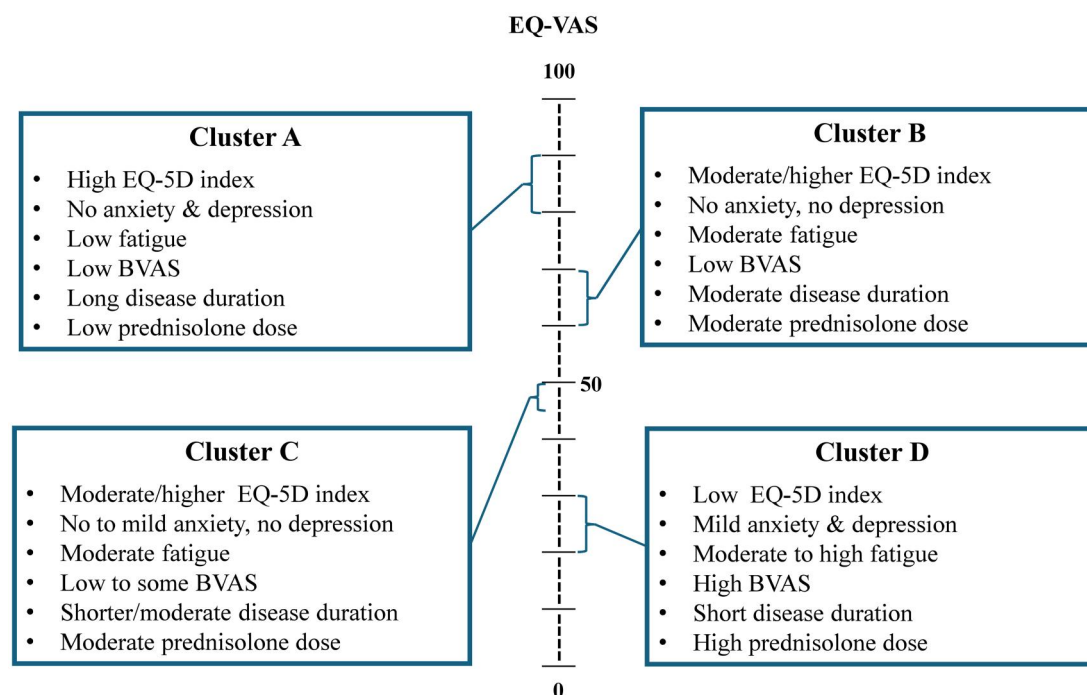 EQ-VAS
100
Cluster A
• High EQ-5D index
• No anxiety & depression
• Low fatigue
• Low BVAS
• Long disease duration
• Low prednisolone dose
Cluster B
• Moderate/higher EQ-5D index
• No anxiety, no depression
• Moderate fatigue
• Low BVAS
• Moderate disease duration
• Moderate prednisolone dose
50
Cluster C
• Moderate/higher EQ-5D index
• No to mild anxiety, no depression
• Moderate fatigue
• Low to some BVAS
• Shorter/moderate disease duration
• Moderate prednisolone dose
Cluster D
• Low EQ-5D index
• Mild anxiety & depression
• Moderate to high fatigue
• High BVAS
• Short disease duration
• High prednisolone dose
0